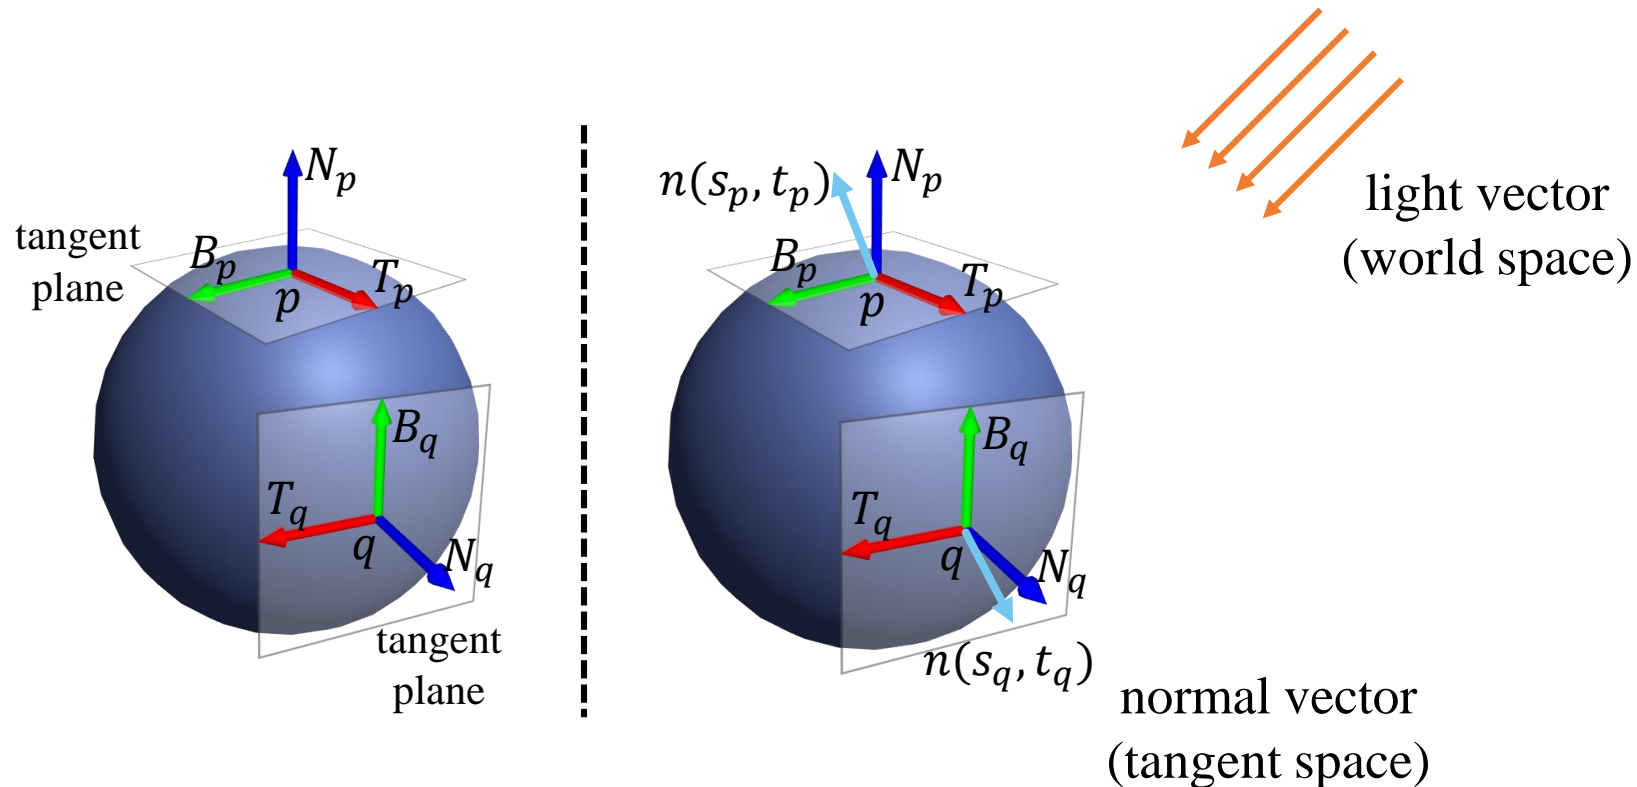 N_p
tangent
plane
B_p
T_p
p
B_q
T_q
q
N_q
tangent
plane
n(s_p, t_p)
N_p
B_p
T_p
p
B_q
T_q
q
N_q
n(s_q, t_q)
light vector
(world space)
normal vector
(tangent space)